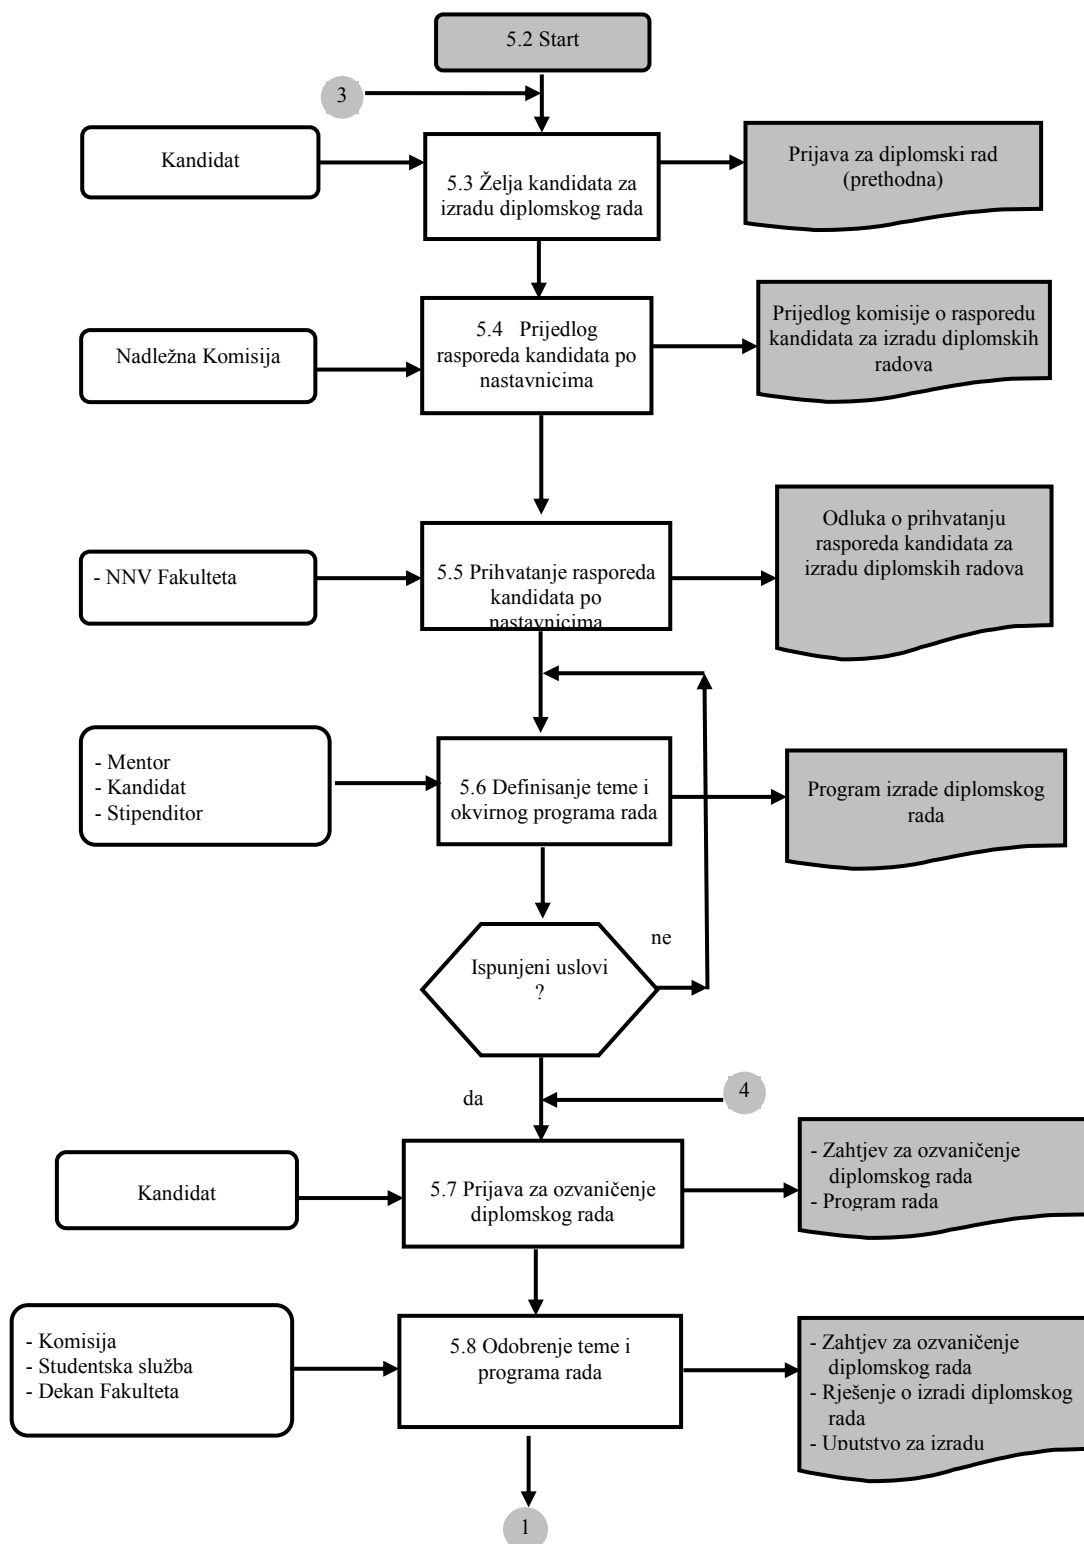 5.2 Start
3
Kandidat
5.3 Želja kandidata za
izradu diplomskog rada
Prijava za diplomski rad
(prethodna)
Nadležna Komisija
5.4 Prijedlog
rasporeda kandidata po
nastavnicima
Prijedlog komisije o rasporedu
kandidata za izradu diplomskih
radova
- NNV Fakulteta
5.5 Prihvatanje rasporeda
kandidata po
nastavnicima
Odluka o prihvatanju
rasporeda kandidata za
izradu diplomskih radova
- Mentor
- Kandidat
- Stipenditor
5.6 Definisanje teme i
okvirnog programa rada
Program izrade diplomskog
rada
Ispunjeni uslovi
?
ne
da
4
Kandidat
5.7 Prijava za ozvaničenje
diplomskog rada
- Zahtjev za ozvaničenje
diplomskog rada
- Program rada
- Komisija
- Studentska služba
- Dekan Fakulteta
5.8 Odobrenje teme i
programa rada
- Zahtjev za ozvaničenje
diplomskog rada
- Rješenje o izradi diplomskog
rada
- Uputstvo za izradu
1